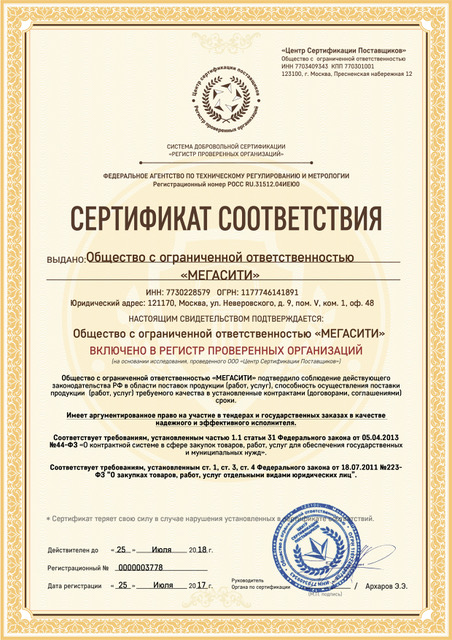 «Центр Сертификации Поставщиков»
Общество с ограниченной ответственностью
ИНН 7703409343 КПП 770301001
123100, г. Москва, Пресненская набережная 12
Центр сертификации поставщиков
Регистр проверенных организаций
СИСТЕМА ДОБРОВОЛЬНОЙ СЕРТИФИКАЦИИ
«РЕГИСТР ПРОВЕРЕННЫХ ОРГАНИЗАЦИЙ»
ФЕДЕРАЛЬНОЕ АГЕНТСТВО ПО ТЕХНИЧЕСКОМУ РЕГУЛИРОВАНИЮ И МЕТРОЛОГИИ
Регистрационный номер РОСС RU.31512.04ИЕЮ0
СЕРТИФИКАТ СООТВЕТСТВИЯ
ВЫДАНО: Общество с ограниченной ответственностью
«МЕГАСИТИ»
ИНН: 7730228579 ОГРН: 1177746141891
Юридический адрес: 121170, Москва, ул. Неверовского, д. 9, пом. V, ком. 1, оф. 48
НАСТОЯЩИМ СВИДЕТЕЛЬСТВОМ ПОДТВЕРЖДАЕТСЯ:
Общество с ограниченной ответственностью «МЕГАСИТИ»
ВКЛЮЧЕНО В РЕГИСТР ПРОВЕРЕННЫХ ОРГАНИЗАЦИЙ
(на основании исследования, проведенного ООО «Центр Сертификации Поставщиков»)
Общество с ограниченной ответственностью «МЕГАСИТИ» подтвердило соблюдение действующего
законодательства РФ в области поставок продукции (работ, услуг), способность осуществления поставки
продукции (работ, услуг) требуемого качества в установленные контрактами (договорами, соглашениями)
сроки.
Имеет аргументированное право на участие в тендерах и государственных заказах в качестве
надежного и эффективного исполнителя.
Соответствует требованиям, установленным частью 1.1 статьи 31 Федерального закона от 05.04.2013
№44-ФЗ «О контрактной системе в сфере закупок товаров, работ, услуг для обеспечения государственных
и муниципальных нужд».
Соответствует требованиям, установленным ст. 1, ст. 3, ст. 4 Федерального закона от 18.07.2011 №223-
ФЗ "О закупках товаров, работ, услуг отдельными видами юридических лиц".
* Сертификат теряет свою силу в случае нарушения установленных в сертификате соответствий.
Действителен до « 25 » Июля 2018 г.
Регистрационный № 0000003778
Дата регистрации « 25 » Июля 2017 г.
Руководитель
Органа по сертификации / Архаров Э.Э.
(М.П. подпись)